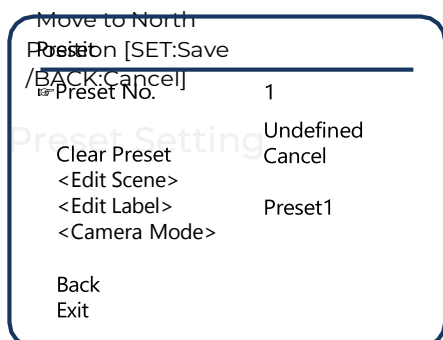 Move to North
Position [SET:Save
/BACK:Cancel]
Preset
☞Preset No. 1
Undefined
Preset Setting
Clear Preset Cancel
<Edit Scene>
<Edit Label> Preset1
<Camera Mode>
Back
Exit